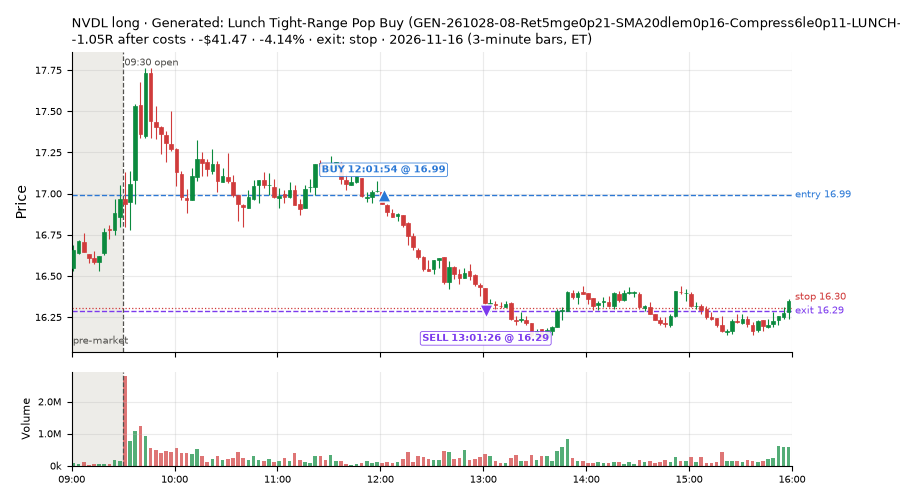 NVDL long · Generated: Lunch Tight-Range Pop Buy (GEN-261028-08-Ret5mge0p21-SMA20dlem0p16-Compress6le0p11-LUNCH-
-1.05R after costs · -$41.47 · -4.14% · exit: stop · 2026-11-16 (3-minute bars, ET)
09:30 open
17.75
17.50
17.25
17.00
16.75
16.50
16.25
Price
BUY 12:01:54 @ 16.99
entry 16.99
stop 16.30
exit 16.29
SELL 13:01:26 @ 16.29
pre-market
2.0M
1.0M
0k
Volume
09:00 10:00 11:00 12:00 13:00 14:00 15:00 16:00